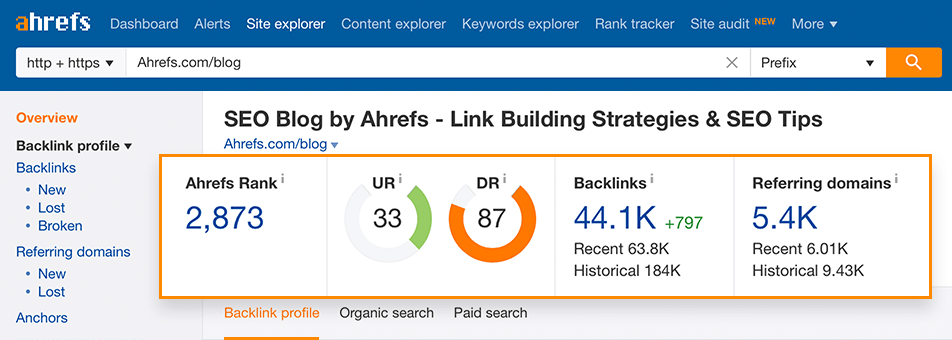 ahrefs Dashboard Alerts Site explorer Content explorer Keywords explorer Rank tracker Site audit NEW More
http + https Ahrefs.com/blog Prefix
Overview
SEO Blog by Ahrefs - Link Building Strategies & SEO Tips
Ahrefs.com/blog
Backlink profile
Backlinks
New
Lost
Broken
Referring domains
New
Lost
Anchors
Ahrefs Rank i
2,873
UR i
33
DR i
87
Backlinks i
44.1K +797
Recent 63.8K
Historical 184K
Referring domains i
5.4K
Recent 6.01K
Historical 9.43K
Backlink profile Organic search Paid search